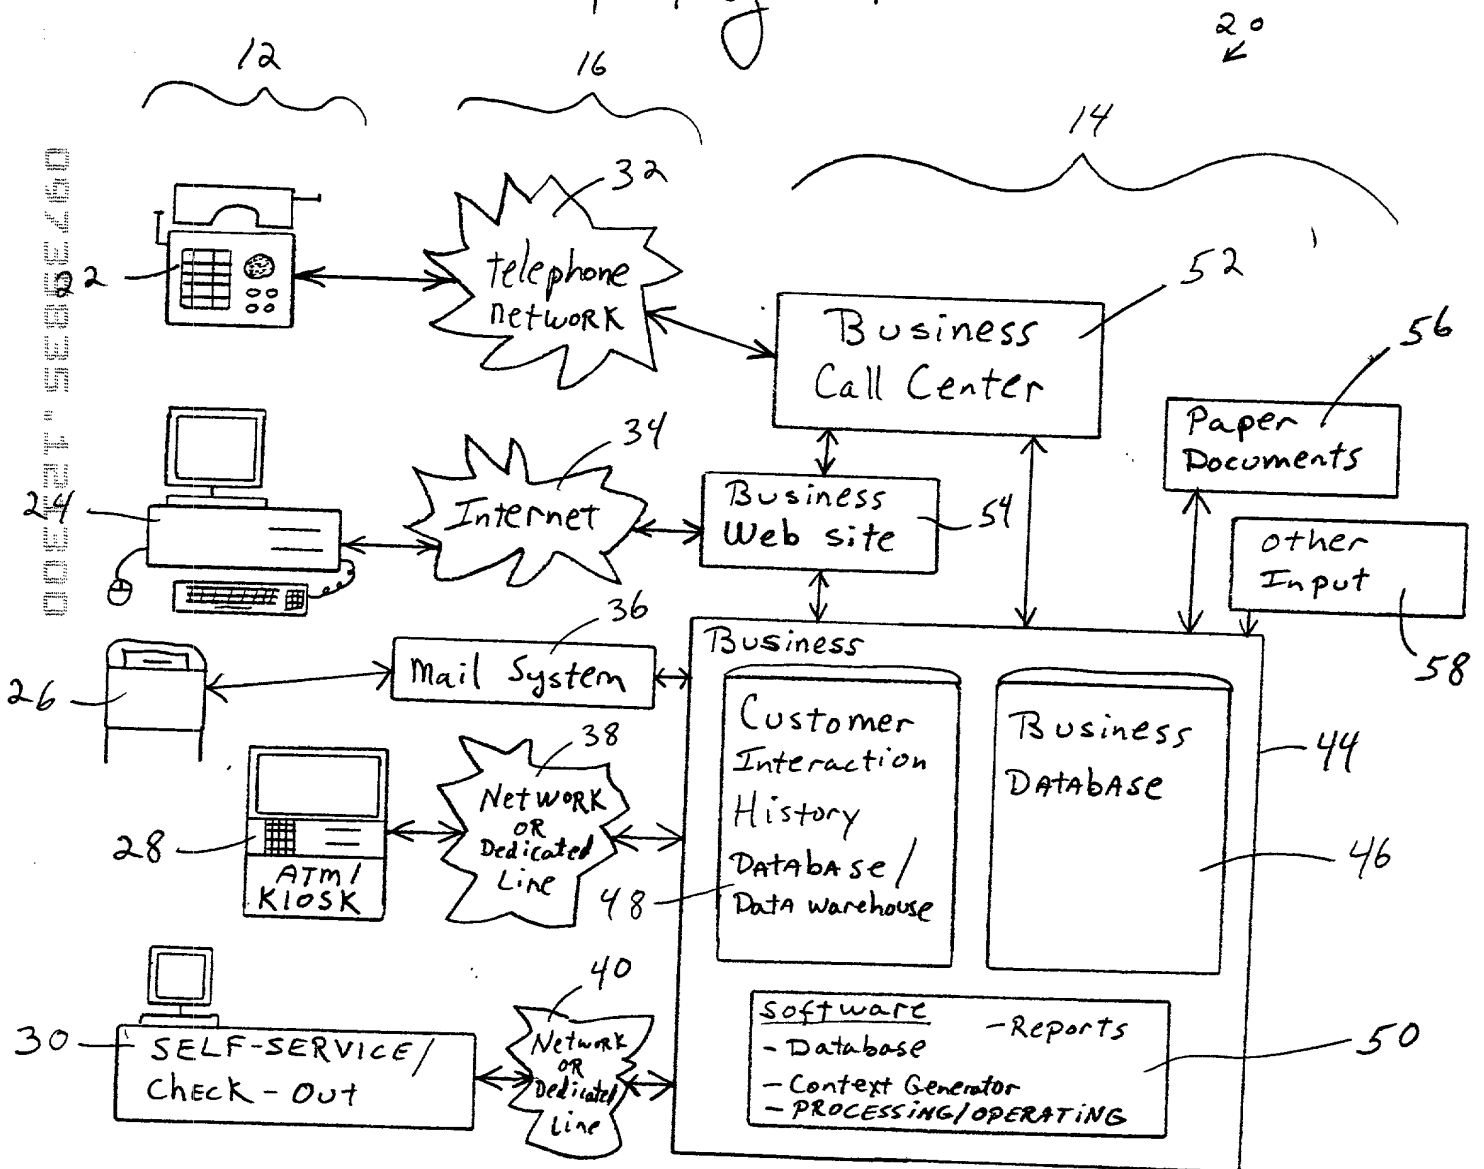 20
12
16
14
32
22
telephone
network
52
Business
Call Center
56
Paper
Documents
34
24
Internet
Business
Web site
54
other
Input
58
36
26
Mail System
Business
38
Customer
Interaction
History
DATABASE/
DATA warehouse
48
Business
DATABASE
44
46
28
ATM/
KIOSK
NETWORK
OR
Dedicated
Line
40
30
SELF-SERVICE/
CHECK-OUT
Network
OR
Dedicated
Line
Software
- Database
- Context Generator
- PROCESSING/OPERATING
- Reports
50